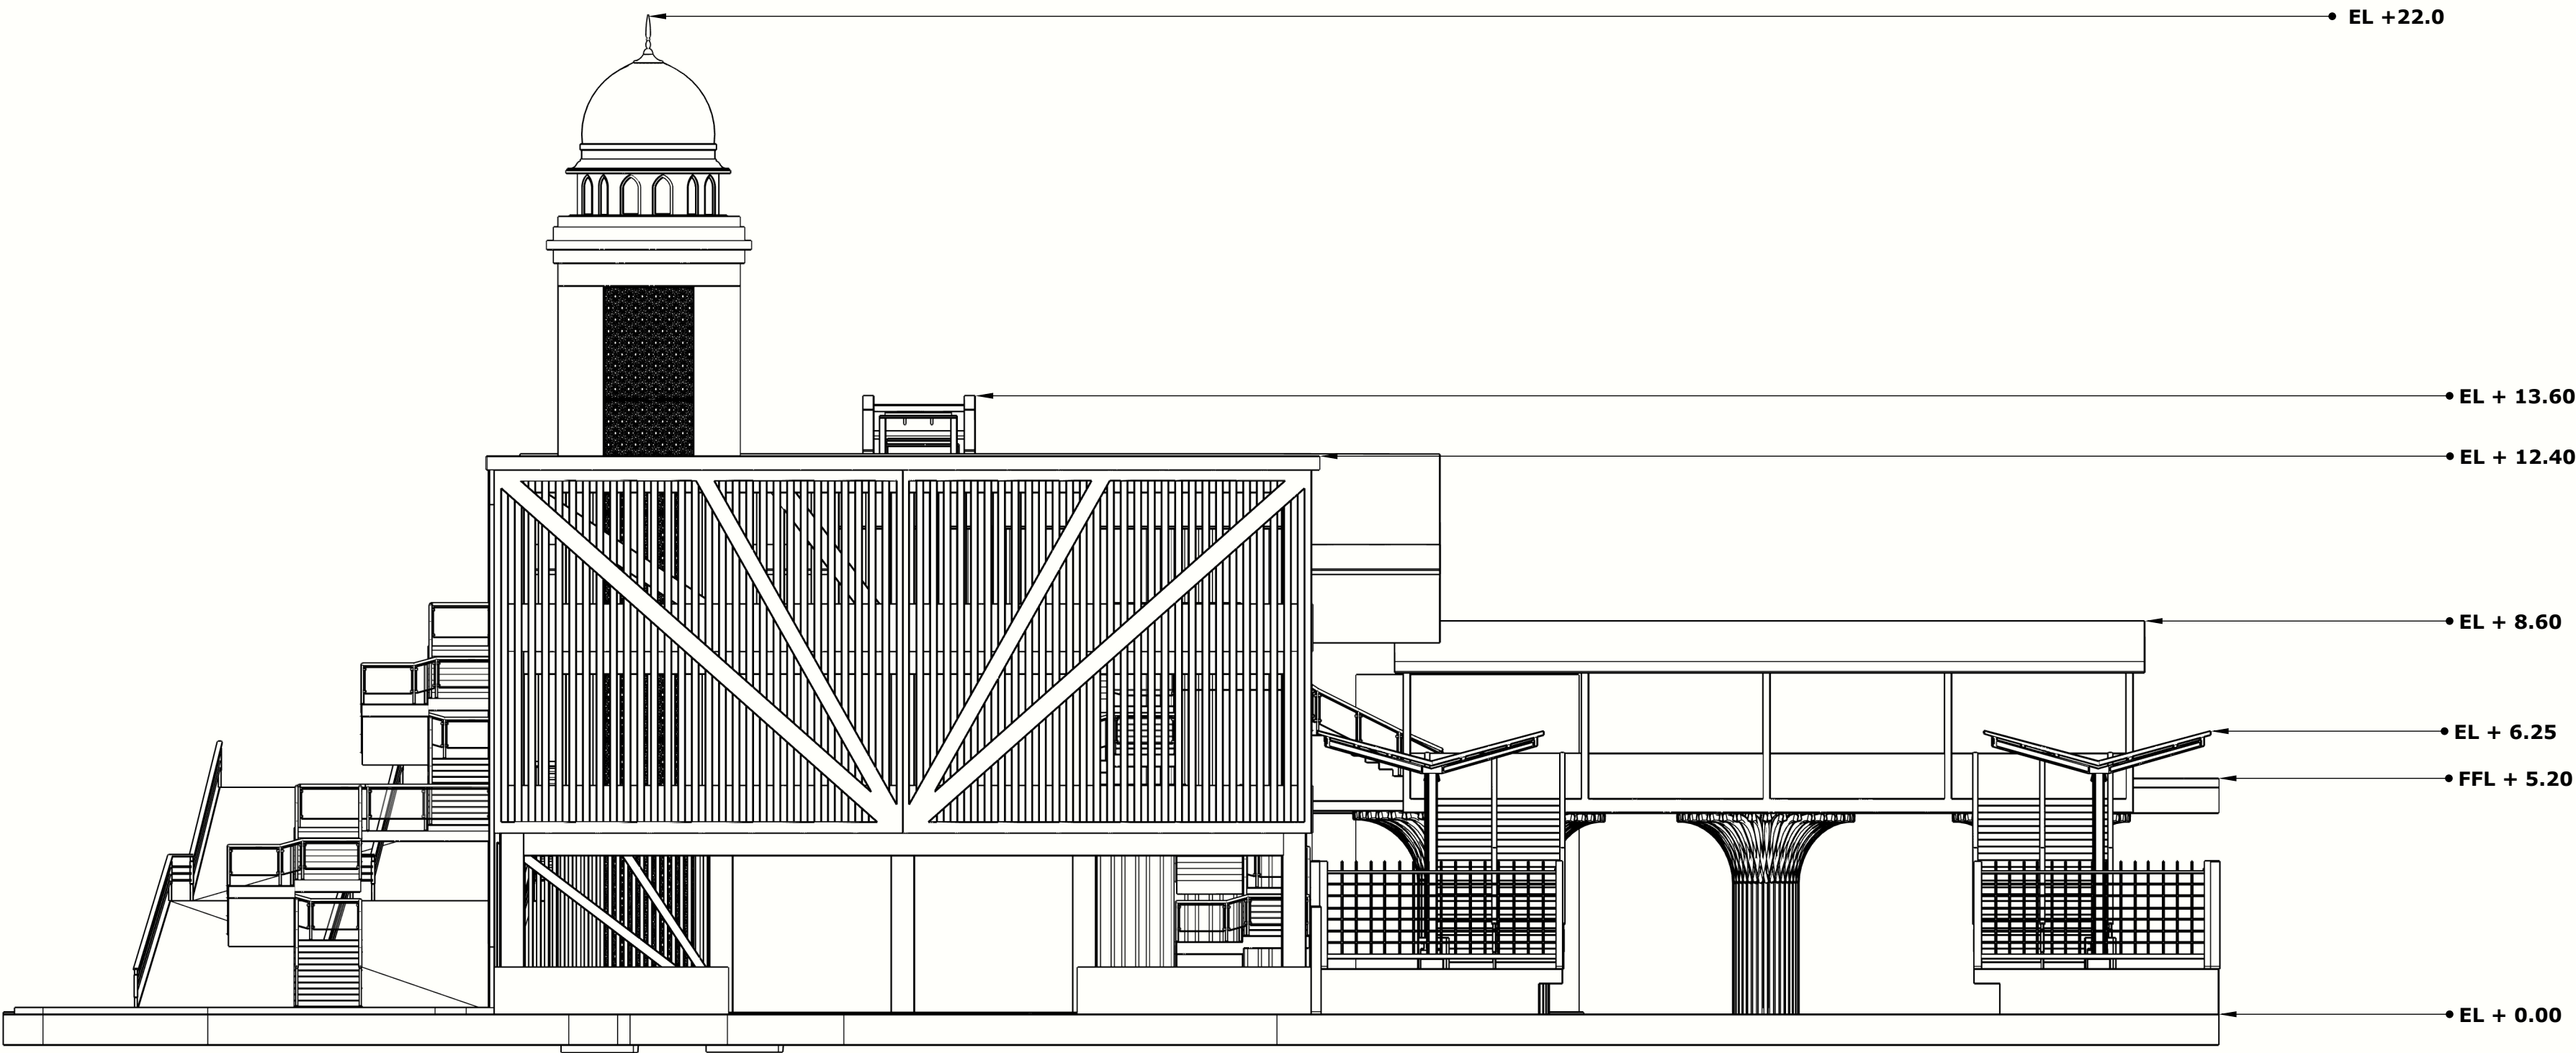 EL +22.0
EL + 13.60
EL + 12.40
EL + 8.60
EL + 6.25
FFL + 5.20
EL + 0.00